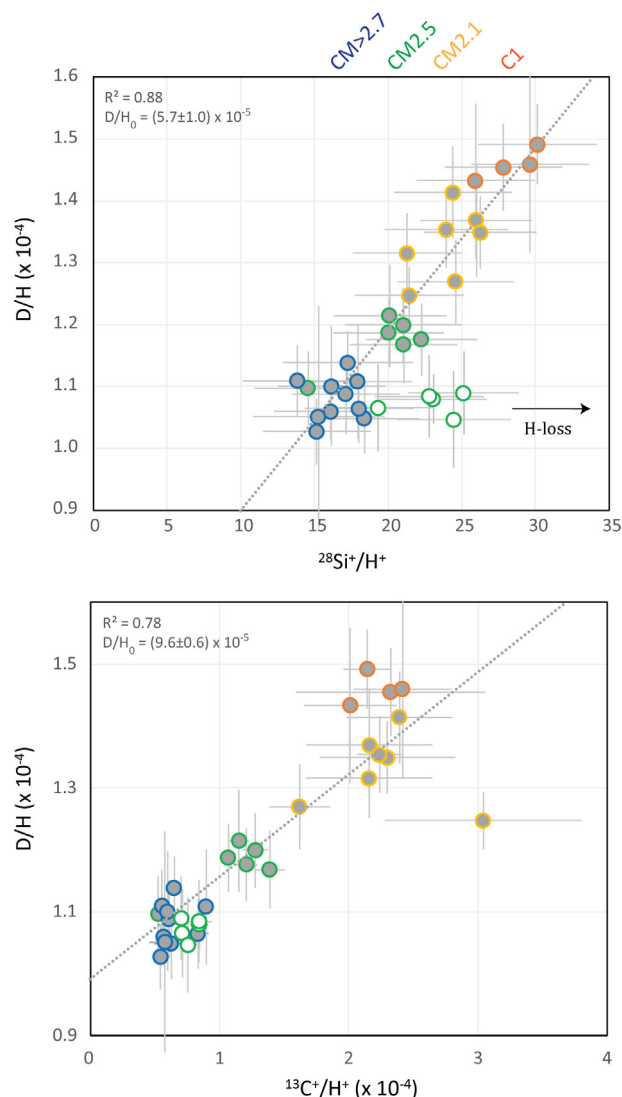 CM>2.7 CM2.5 CM2.1 C1
1.6
R² = 0.88
D/H₀ = (5.7±1.0) x 10⁻⁵
1.5
1.4
1.3
D/H (x 10⁻⁴)
1.2
1.1
1.0
H-loss
0.9
0 5 10 15 20 25 30 35
²⁸Si⁺/H⁺
R² = 0.78
D/H₀ = (9.6±0.6) x 10⁻⁵
1.5
1.3
D/H (x 10⁻⁴)
1.1
0.9
0 1 2 3 4
¹³C⁺/H⁺ (x 10⁻⁴)